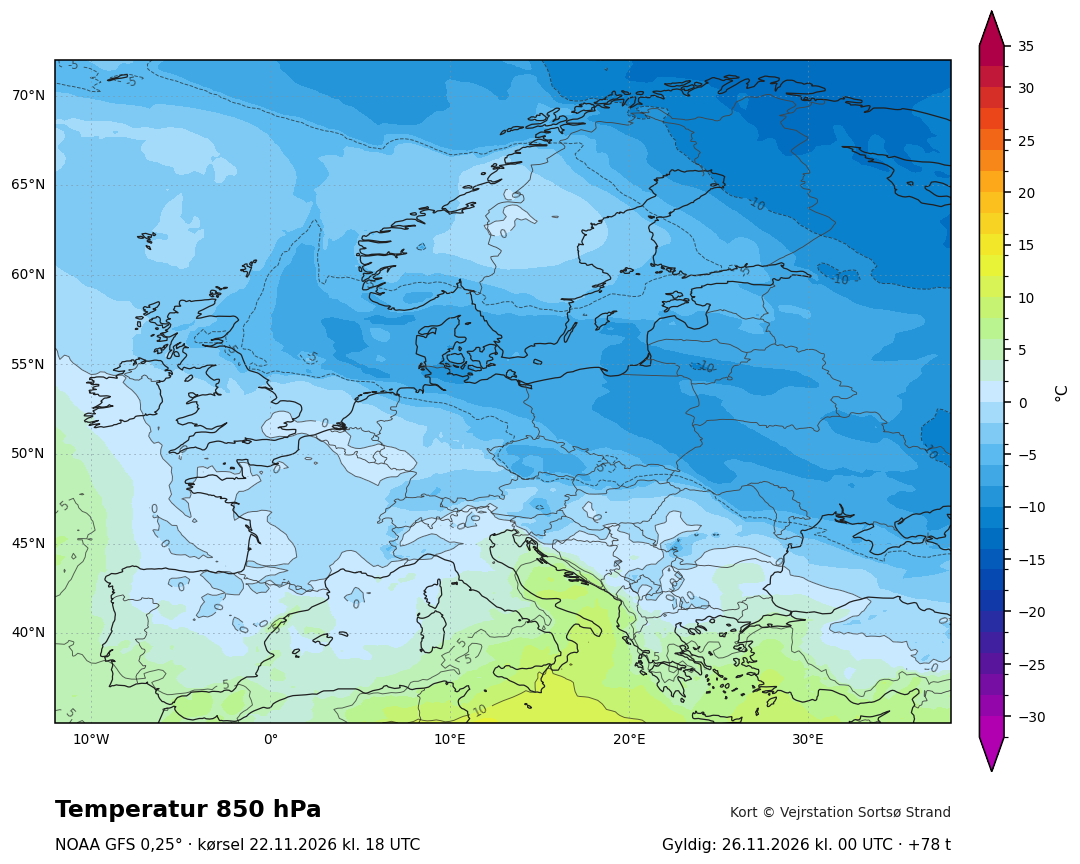 35
30
25
20
15
10
5
0
−5
−10
−15
−20
−25
−30
°C
70°N
65°N
60°N
55°N
50°N
45°N
40°N
10°W
0°
10°E
20°E
30°E
Temperatur 850 hPa
Kort © Vejrstation Sortsø Strand
NOAA GFS 0,25° · kørsel 22.11.2026 kl. 18 UTC
Gyldig: 26.11.2026 kl. 00 UTC · +78 t